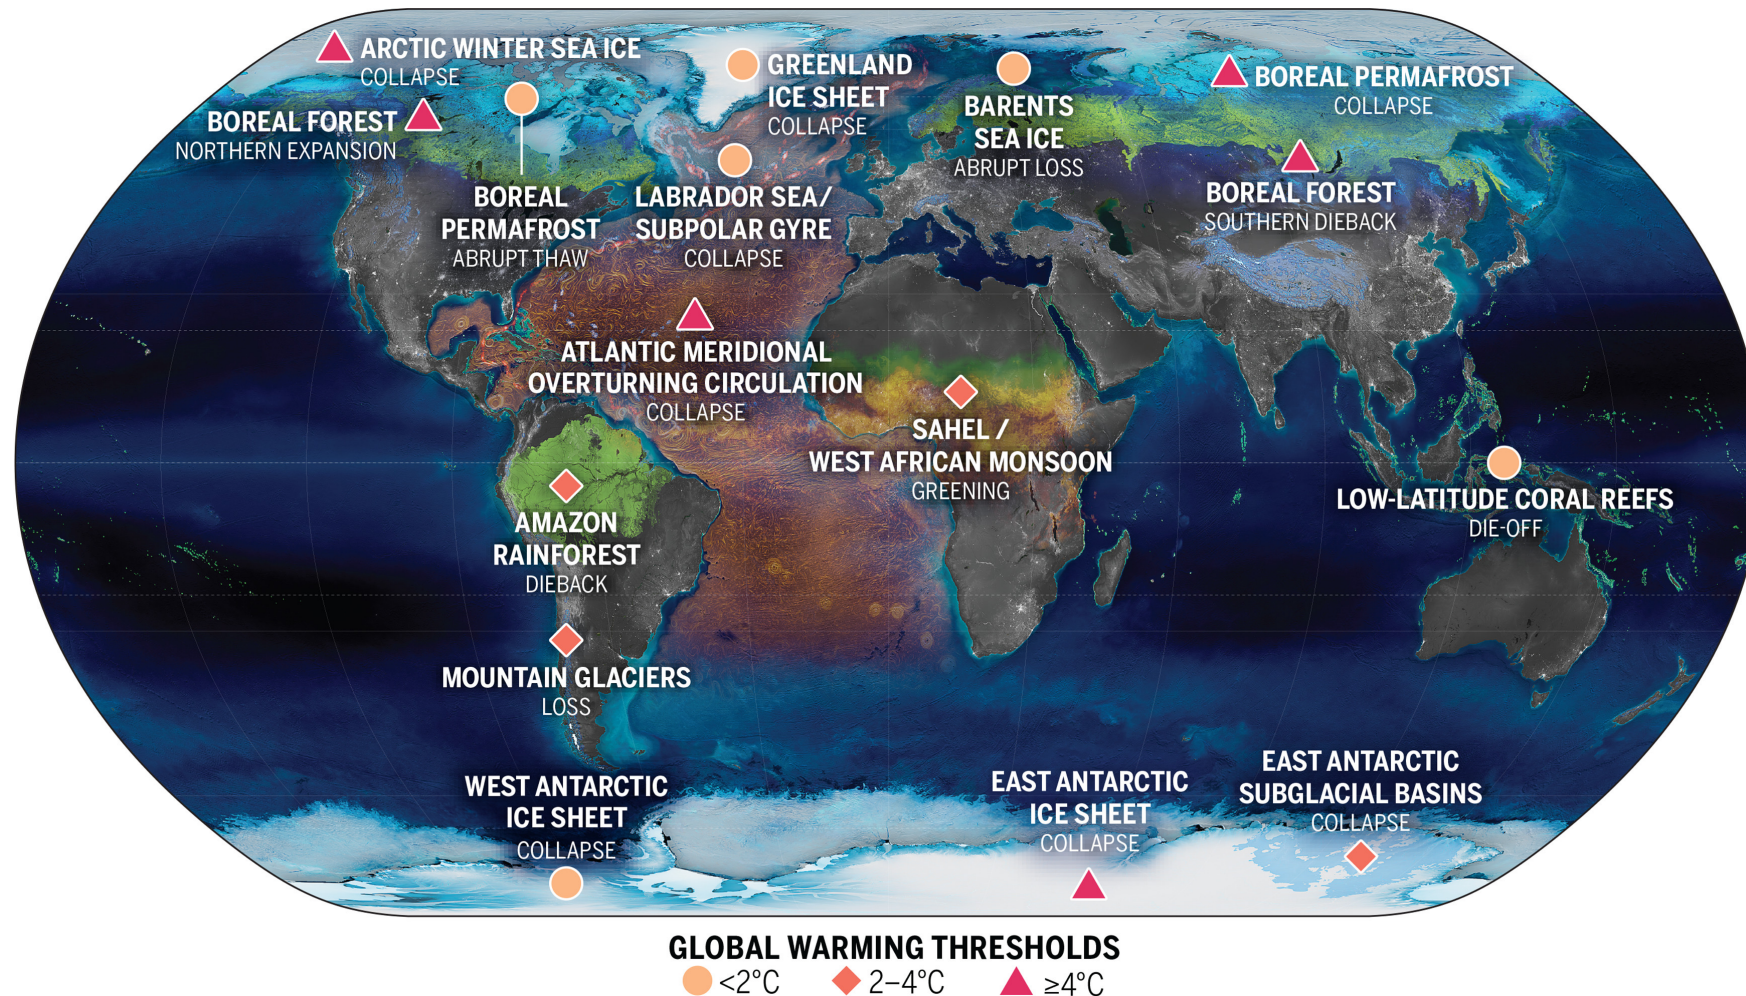 ARCTIC WINTER SEA ICE
COLLAPSE
GREENLAND
ICE SHEET
COLLAPSE
BARENTS
SEA ICE
ABRUPT LOSS
BOREAL PERMAFROST
COLLAPSE
BOREAL FOREST
NORTHERN EXPANSION
BOREAL
PERMAFROST
ABRUPT THAW
LABRADOR SEA/
SUBPOLAR GYRE
COLLAPSE
BOREAL FOREST
SOUTHERN DIEBACK
ATLANTIC MERIDIONAL
OVERTURNING CIRCULATION
COLLAPSE
SAHEL /
WEST AFRICAN MONSOON
GREENING
LOW-LATITUDE CORAL REEFS
DIE-OFF
AMAZON
RAINFOREST
DIEBACK
MOUNTAIN GLACIERS
LOSS
WEST ANTARCTIC
ICE SHEET
COLLAPSE
EAST ANTARCTIC
ICE SHEET
COLLAPSE
EAST ANTARCTIC
SUBGLACIAL BASINS
COLLAPSE
GLOBAL WARMING THRESHOLDS
<2°C
2–4°C
≥4°C